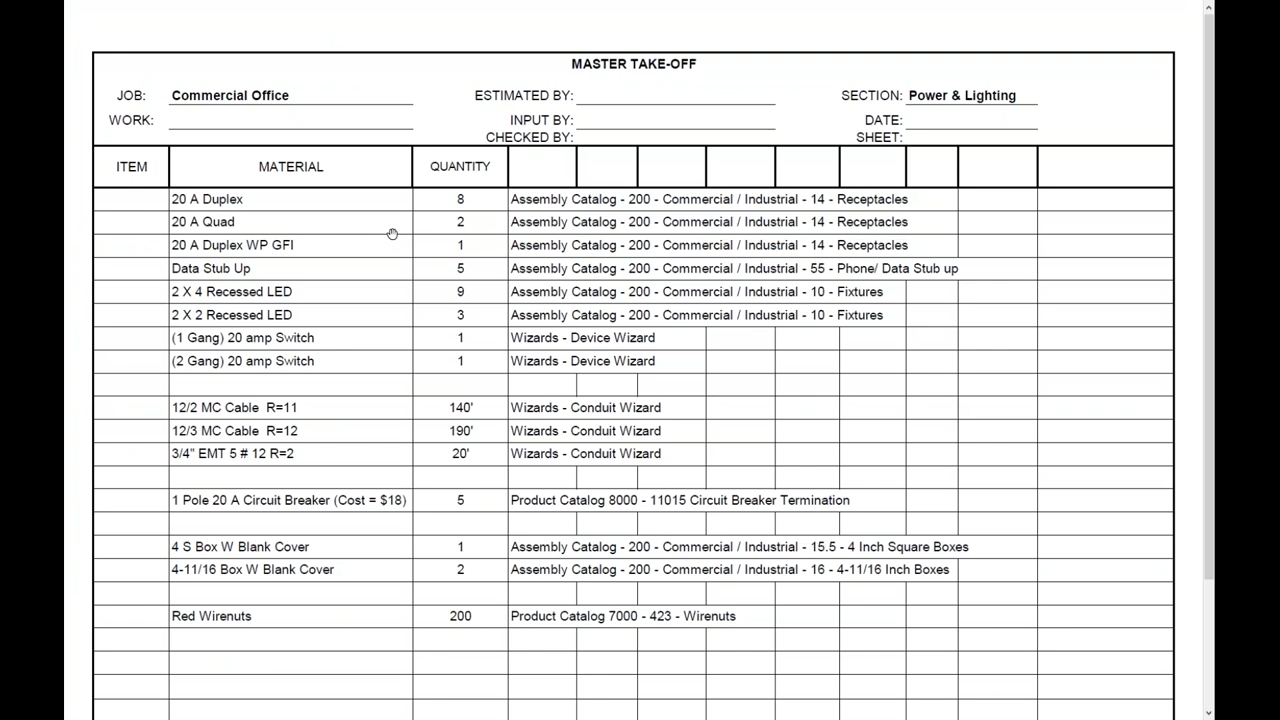 MASTER TAKE-OFF
JOB: Commercial Office ESTIMATED BY: SECTION: Power & Lighting
WORK: INPUT BY: DATE:
CHECKED BY: SHEET:
ITEM MATERIAL QUANTITY
20 A Duplex 8 Assembly Catalog - 200 - Commercial / Industrial - 14 - Receptacles
20 A Quad 2 Assembly Catalog - 200 - Commercial / Industrial - 14 - Receptacles
20 A Duplex WP GFI 1 Assembly Catalog - 200 - Commercial / Industrial - 14 - Receptacles
Data Stub Up 5 Assembly Catalog - 200 - Commercial / Industrial - 55 - Phone/ Data Stub up
2 X 4 Recessed LED 9 Assembly Catalog - 200 - Commercial / Industrial - 10 - Fixtures
2 X 2 Recessed LED 3 Assembly Catalog - 200 - Commercial / Industrial - 10 - Fixtures
(1 Gang) 20 amp Switch 1 Wizards - Device Wizard
(2 Gang) 20 amp Switch 1 Wizards - Device Wizard
12/2 MC Cable R=11 140' Wizards - Conduit Wizard
12/3 MC Cable R=12 190' Wizards - Conduit Wizard
3/4" EMT 5 # 12 R=2 20' Wizards - Conduit Wizard
1 Pole 20 A Circuit Breaker (Cost = $18) 5 Product Catalog 8000 - 11015 Circuit Breaker Termination
4 S Box W Blank Cover 1 Assembly Catalog - 200 - Commercial / Industrial - 15.5 - 4 Inch Square Boxes
4-11/16 Box W Blank Cover 2 Assembly Catalog - 200 - Commercial / Industrial - 16 - 4-11/16 Inch Boxes
Red Wirenuts 200 Product Catalog 7000 - 423 - Wirenuts